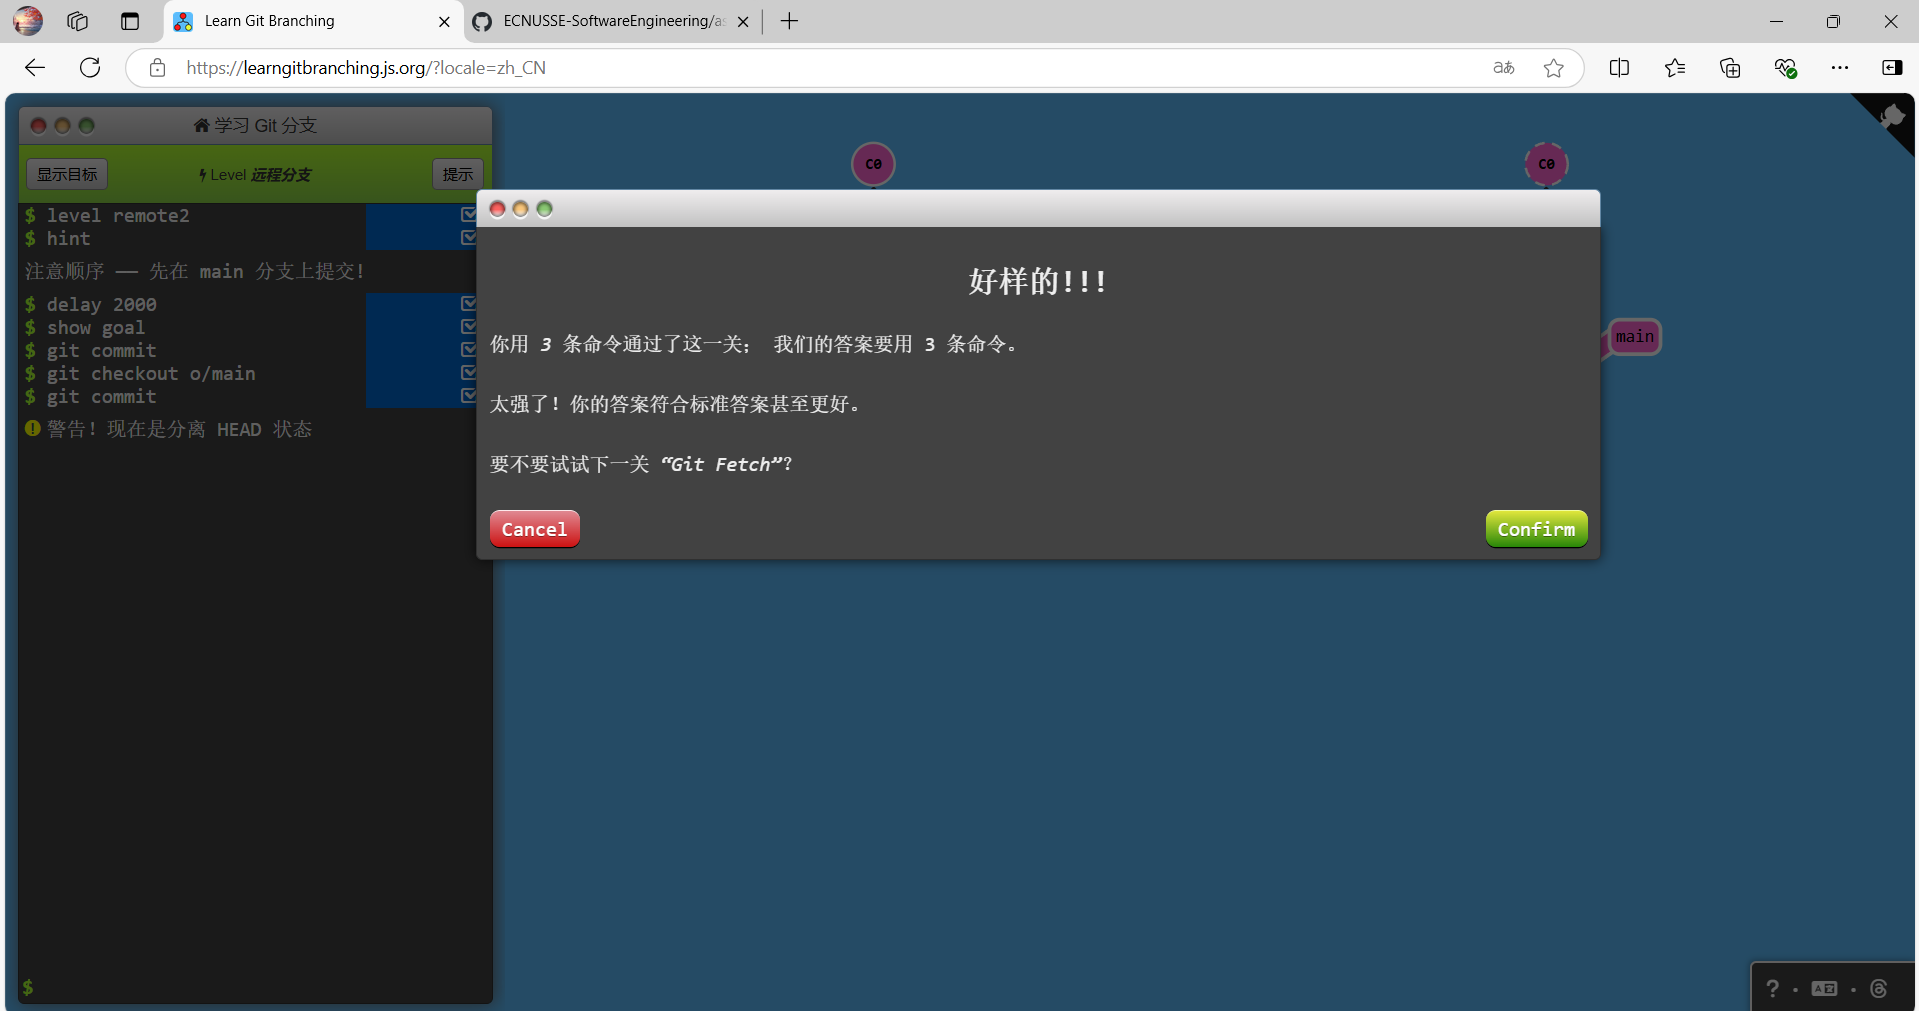 Learn Git Branching
ECNUSSE-SoftwareEngineering/as
https://learngitbranching.js.org/?locale=zh_CN
aあ
学习 Git 分支
显示目标
Level 远程分支
提示
$ level remote2
$ hint
注意顺序 —— 先在 main 分支上提交!
$ delay 2000
$ show goal
$ git commit
$ git checkout o/main
$ git commit
警告! 现在是分离 HEAD 状态
$
C0
C0
main
好样的!!!
你用 3 条命令通过了这一关; 我们的答案要用 3 条命令。
太强了! 你的答案符合标准答案甚至更好。
要不要试试下一关 “Git Fetch”?
Cancel
Confirm
?